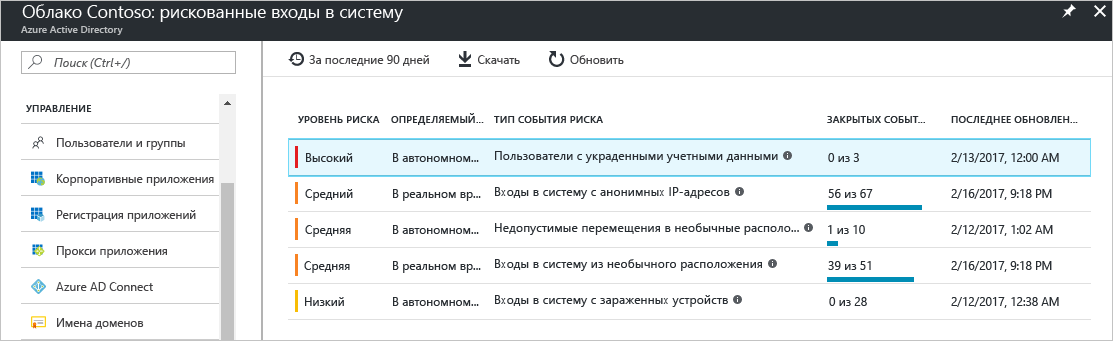 Облако Contoso: рискованные входы в систему
Azure Active Directory
Поиск (Ctrl+/)
УПРАВЛЕНИЕ
Пользователи и группы
Корпоративные приложения
Регистрация приложений
Прокси приложения
Azure AD Connect
Имена доменов
За последние 90 дней Скачать Обновить
УРОВЕНЬ РИСКА ОПРЕДЕЛЯЕМЫЙ... ТИП СОБЫТИЯ РИСКА ЗАКРЫТЫХ СОБЫТ... ПОСЛЕДНЕЕ ОБНОВЛЕН...
Высокий В автономном... Пользователи с украденными учетными данными 0 из 3 2/13/2017, 12:00 AM
Средний В реальном вр... Входы в систему с анонимных IP-адресов 56 из 67 2/16/2017, 9:18 PM
Средняя В автономном... Недопустимые перемещения в необычные располо... 1 из 10 2/12/2017, 1:02 AM
Средняя В реальном вр... Входы в систему из необычного расположения 39 из 51 2/16/2017, 9:18 PM
Низкий В автономном... Входы в систему с зараженных устройств 0 из 28 2/12/2017, 12:38 AM